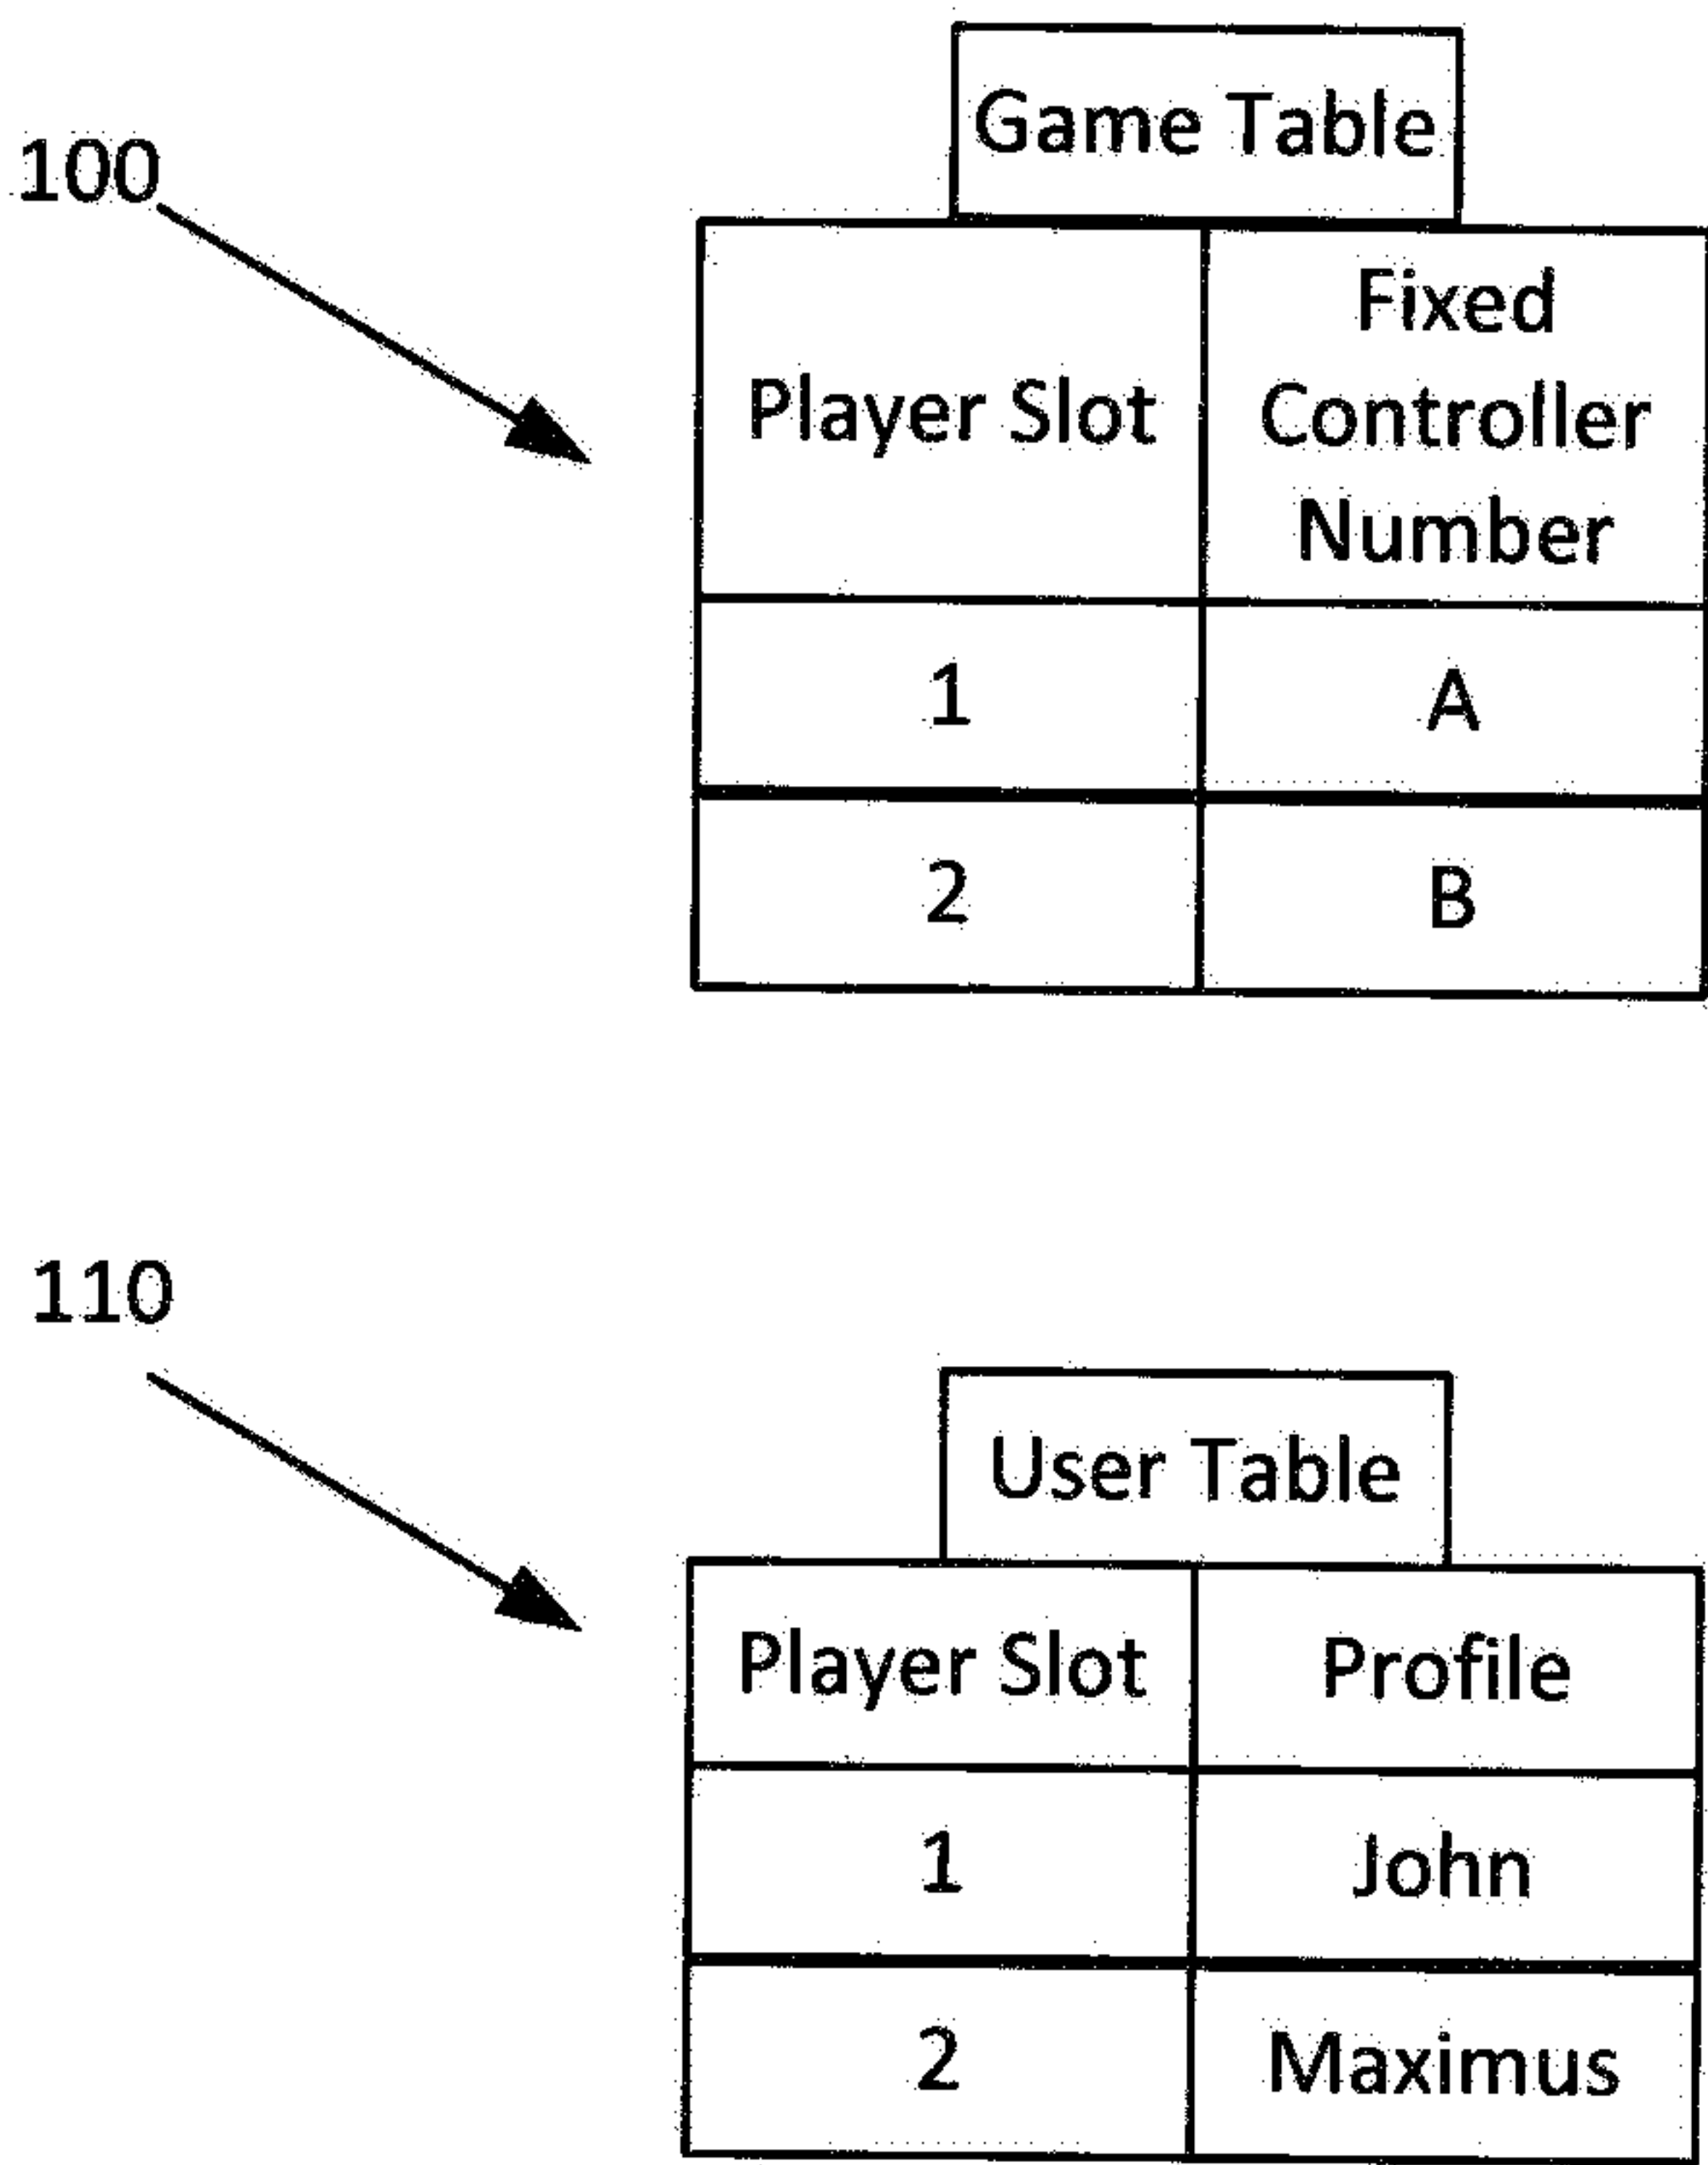 Game Table
100
Player Slot
Fixed
Controller
Number
1
A
2
B
110
User Table
Player Slot
Profile
1
John
2
Maximus